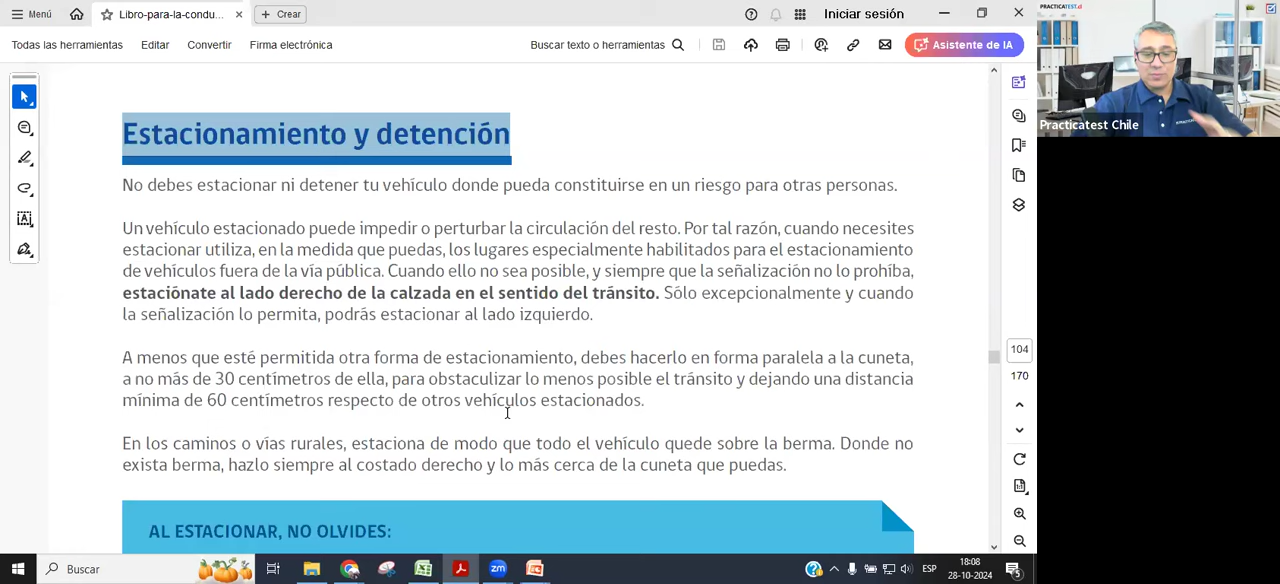 Menú
Libro-para-la-condu...
Crear
Iniciar sesión
Todas las herramientas
Editar
Convertir
Firma electrónica
Buscar texto o herramientas
Asistente de IA
PRACTICATEST.cl
Practicatest Chile
Estacionamiento y detención
No debes estacionar ni detener tu vehículo donde pueda constituirse en un riesgo para otras personas.
Un vehículo estacionado puede impedir o perturbar la circulación del resto. Por tal razón, cuando necesites
estacionar utiliza, en la medida que puedas, los lugares especialmente habilitados para el estacionamiento
de vehículos fuera de la vía pública. Cuando ello no sea posible, y siempre que la señalización no lo prohíba,
estaciónate al lado derecho de la calzada en el sentido del tránsito. Sólo excepcionalmente y cuando
la señalización lo permita, podrás estacionar al lado izquierdo.
A menos que esté permitida otra forma de estacionamiento, debes hacerlo en forma paralela a la cuneta,
a no más de 30 centímetros de ella, para obstaculizar lo menos posible el tránsito y dejando una distancia
mínima de 60 centímetros respecto de otros vehículos estacionados.
En los caminos o vías rurales, estaciona de modo que todo el vehículo quede sobre la berma. Donde no
exista berma, hazlo siempre al costado derecho y lo más cerca de la cuneta que puedas.
AL ESTACIONAR, NO OLVIDES:
104
170
Buscar
zm
ESP
18:08
28-10-2024
5